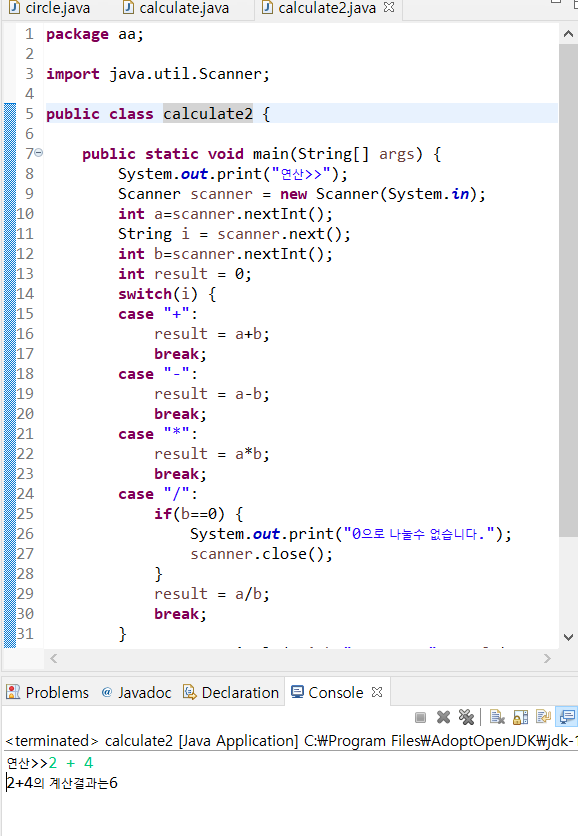 circle.java calculate.java calculate2.java
1 package aa;
2
3 import java.util.Scanner;
4
5 public class calculate2 {
6
7 public static void main(String[] args) {
8 System.out.print("연산>>");
9 Scanner scanner = new Scanner(System.in);
10 int a=scanner.nextInt();
11 String i = scanner.next();
12 int b=scanner.nextInt();
13 int result = 0;
14 switch(i) {
15 case "+":
16 result = a+b;
17 break;
18 case "-":
19 result = a-b;
20 break;
21 case "*":
22 result = a*b;
23 break;
24 case "/":
25 if(b==0) {
26 System.out.print("0으로 나눌수 없습니다.");
27 scanner.close();
28 }
29 result = a/b;
30 break;
31 }
Problems @ Javadoc Declaration Console
<terminated> calculate2 [Java Application] C:₩Program Files₩AdoptOpenJDK₩jdk-1
연산>>2 + 4
2+4의 계산결과는6